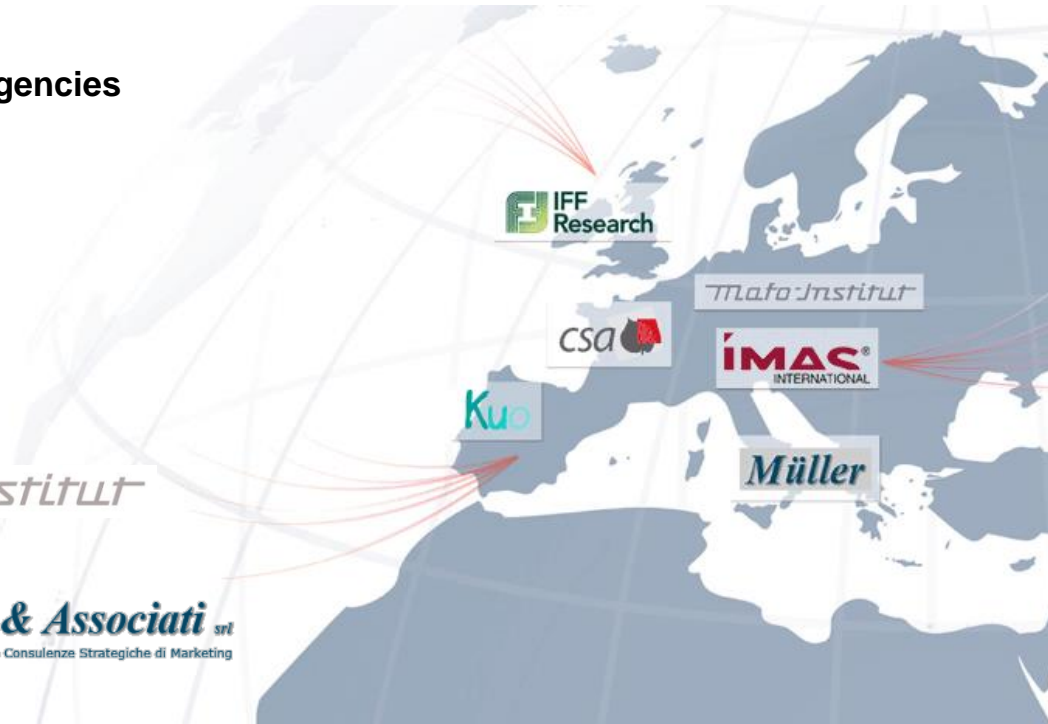 gencies
IFF
Research
Mafo-Institut
csa
IMAS®
INTERNATIONAL
Kuo
Müller
stitut
& Associati srl
Consulenze Strategiche di Marketing